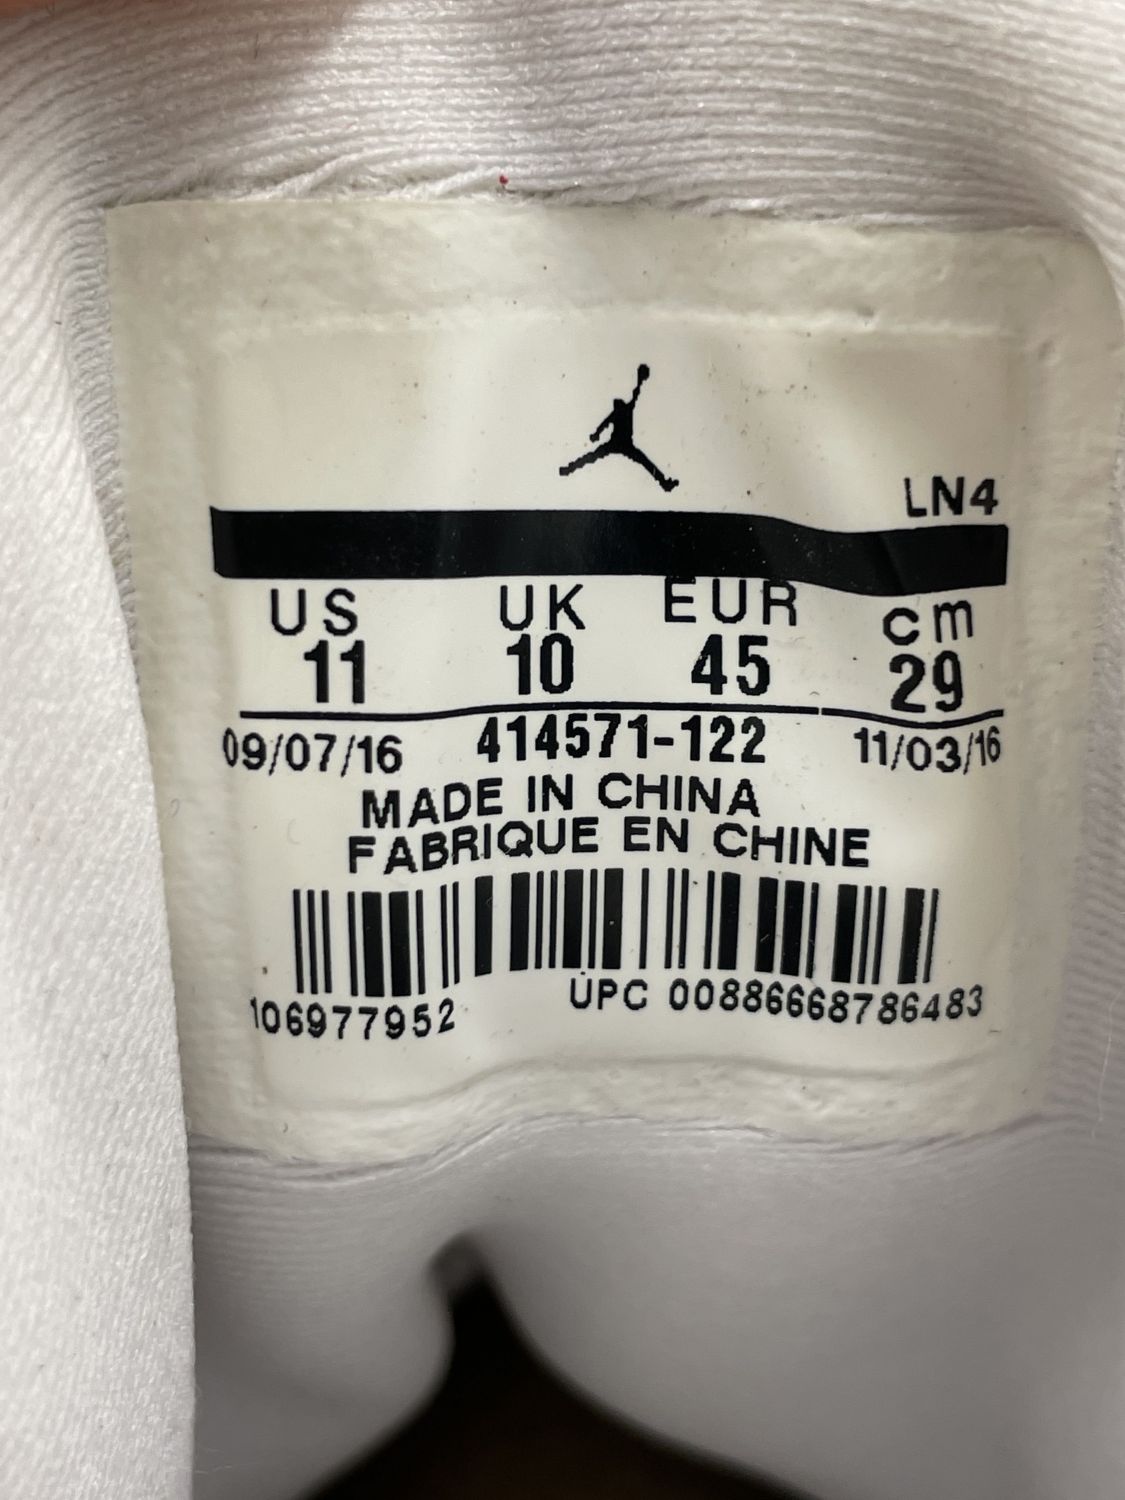 LN4
US UK EUR cm
11 10 45 29
09/07/16 414571-122 11/03/16
MADE IN CHINA
FABRIQUE EN CHINE
106977952 UPC 00886668786483